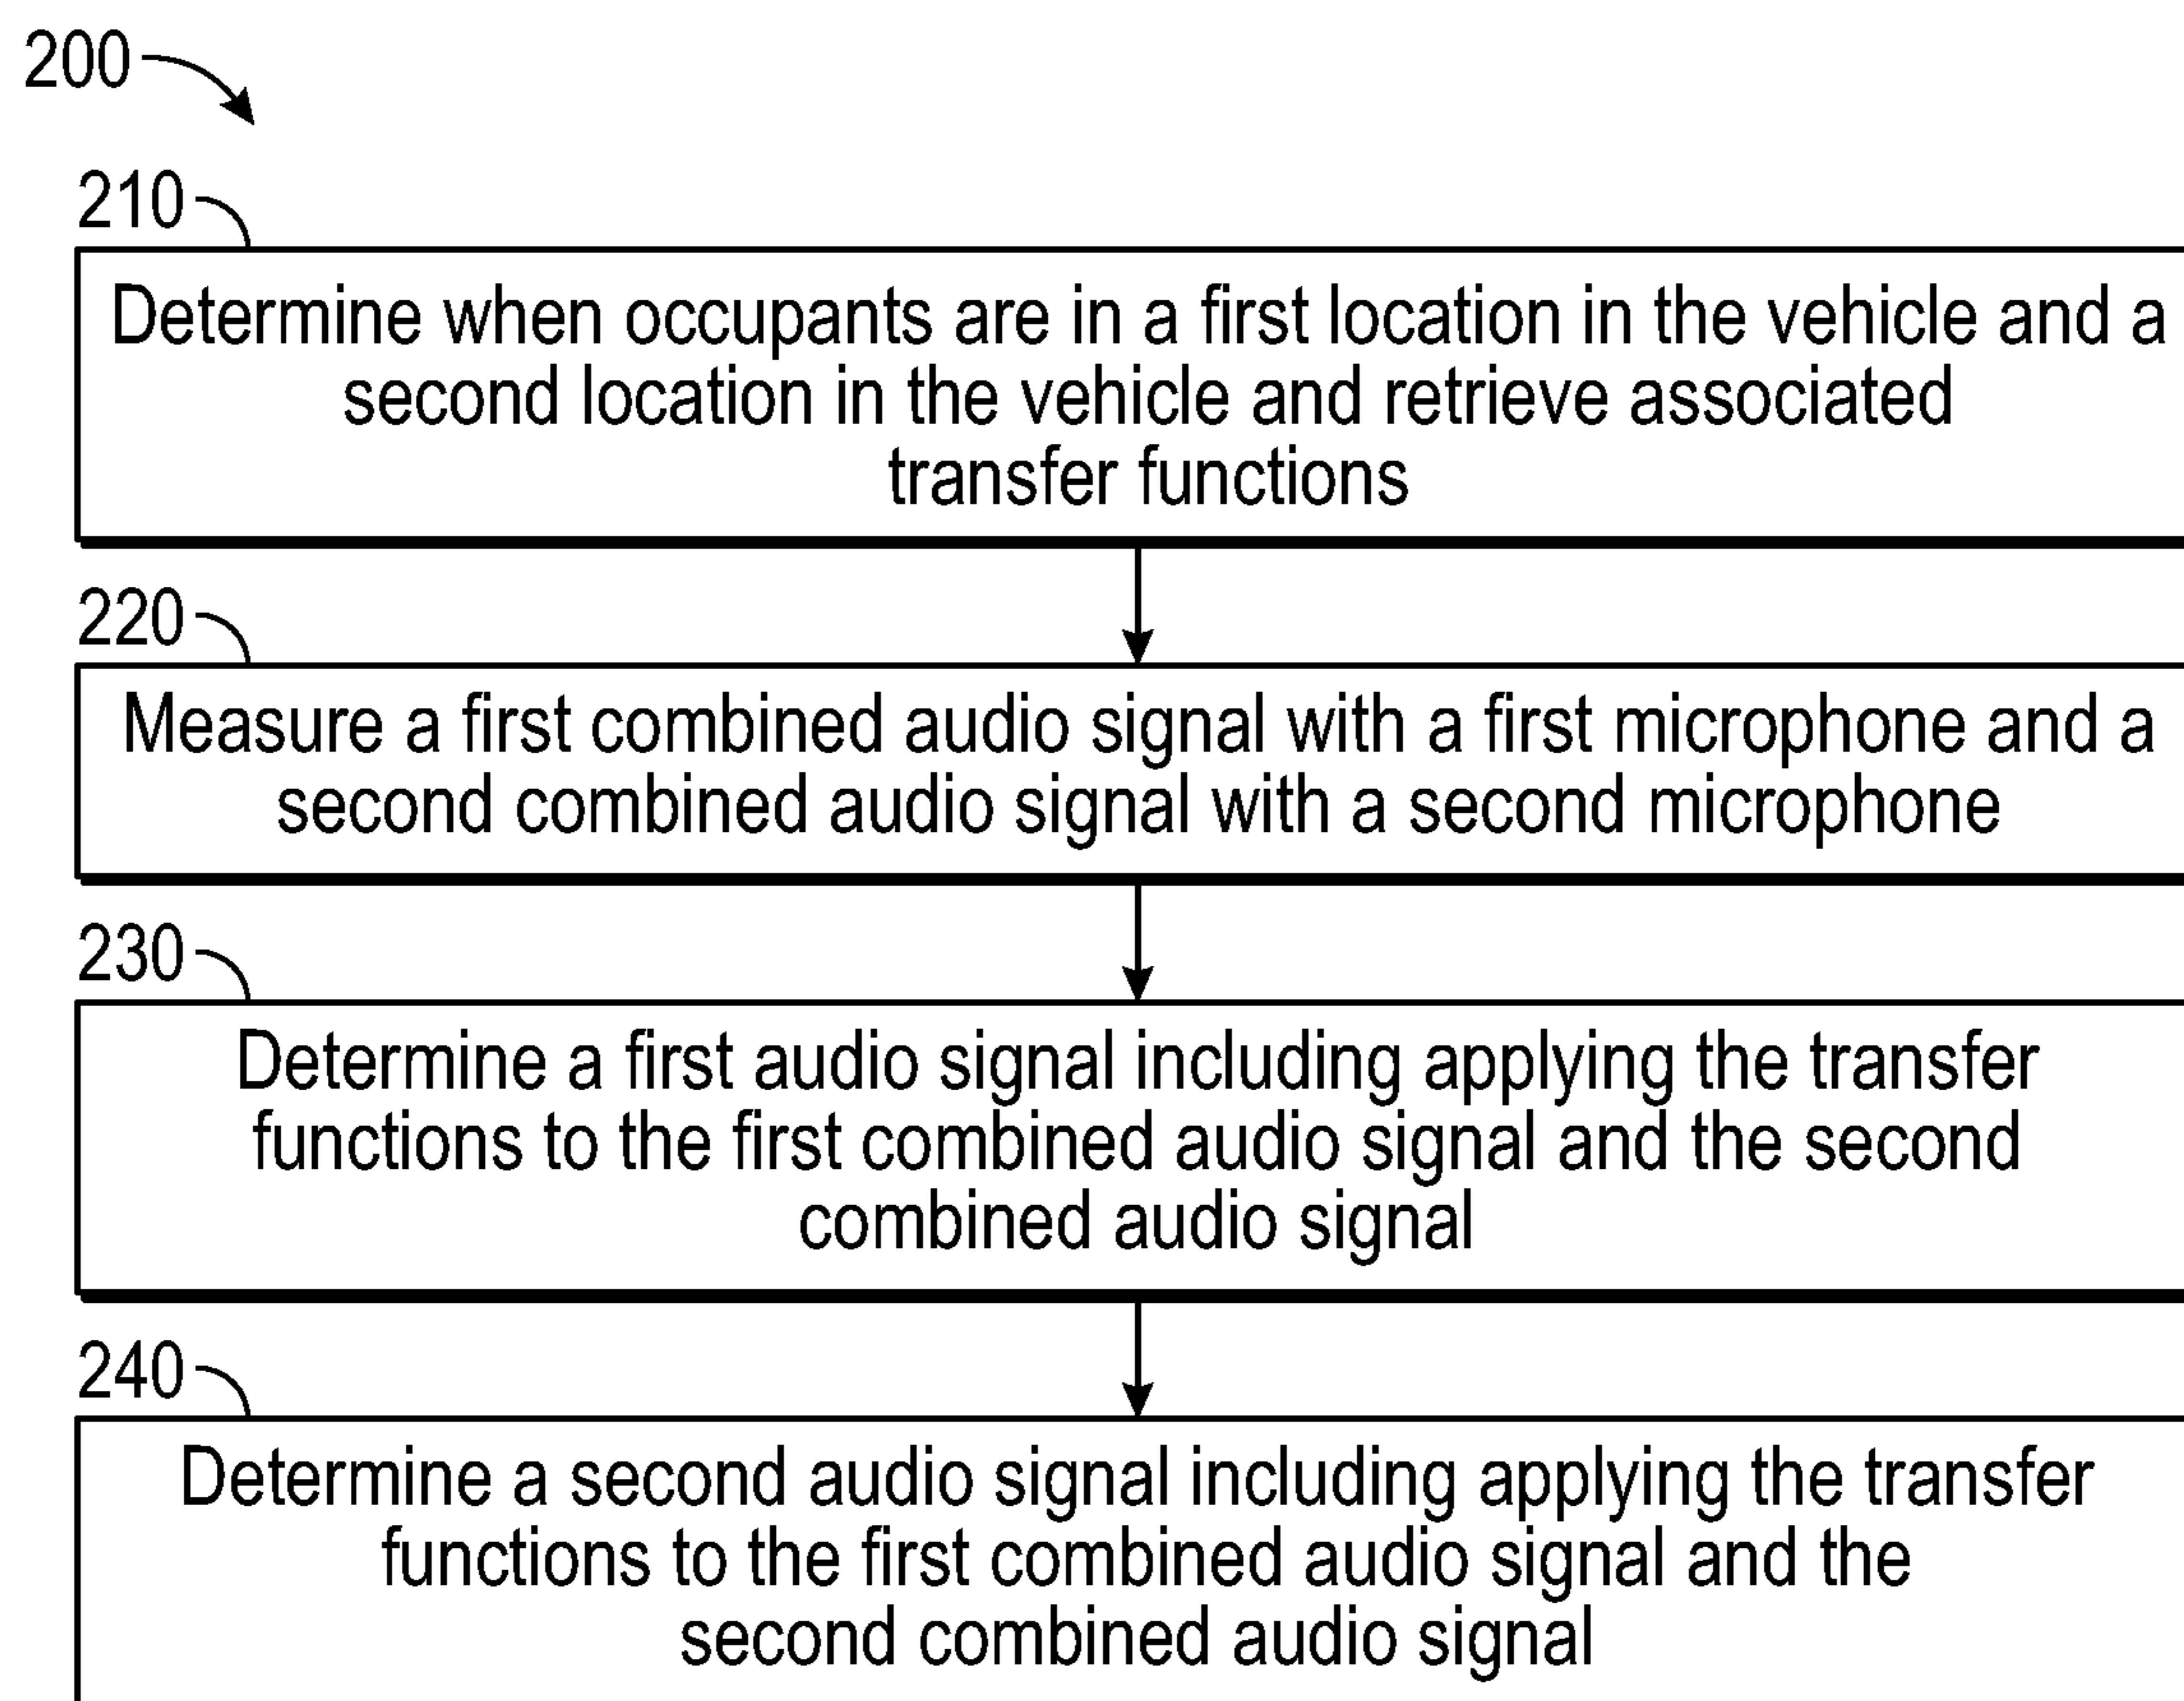 200
210
Determine when occupants are in a first location in the vehicle and a
second location in the vehicle and retrieve associated
transfer functions
220
Measure a first combined audio signal with a first microphone and a
second combined audio signal with a second microphone
230
Determine a first audio signal including applying the transfer
functions to the first combined audio signal and the second
combined audio signal
240
Determine a second audio signal including applying the transfer
functions to the first combined audio signal and the
second combined audio signal